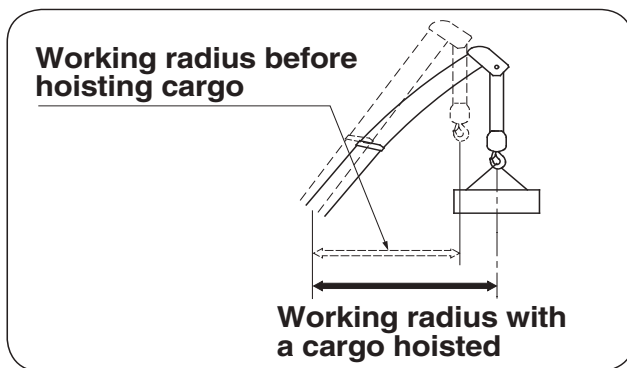 Working radius before
hoisting cargo
Working radius with
a cargo hoisted